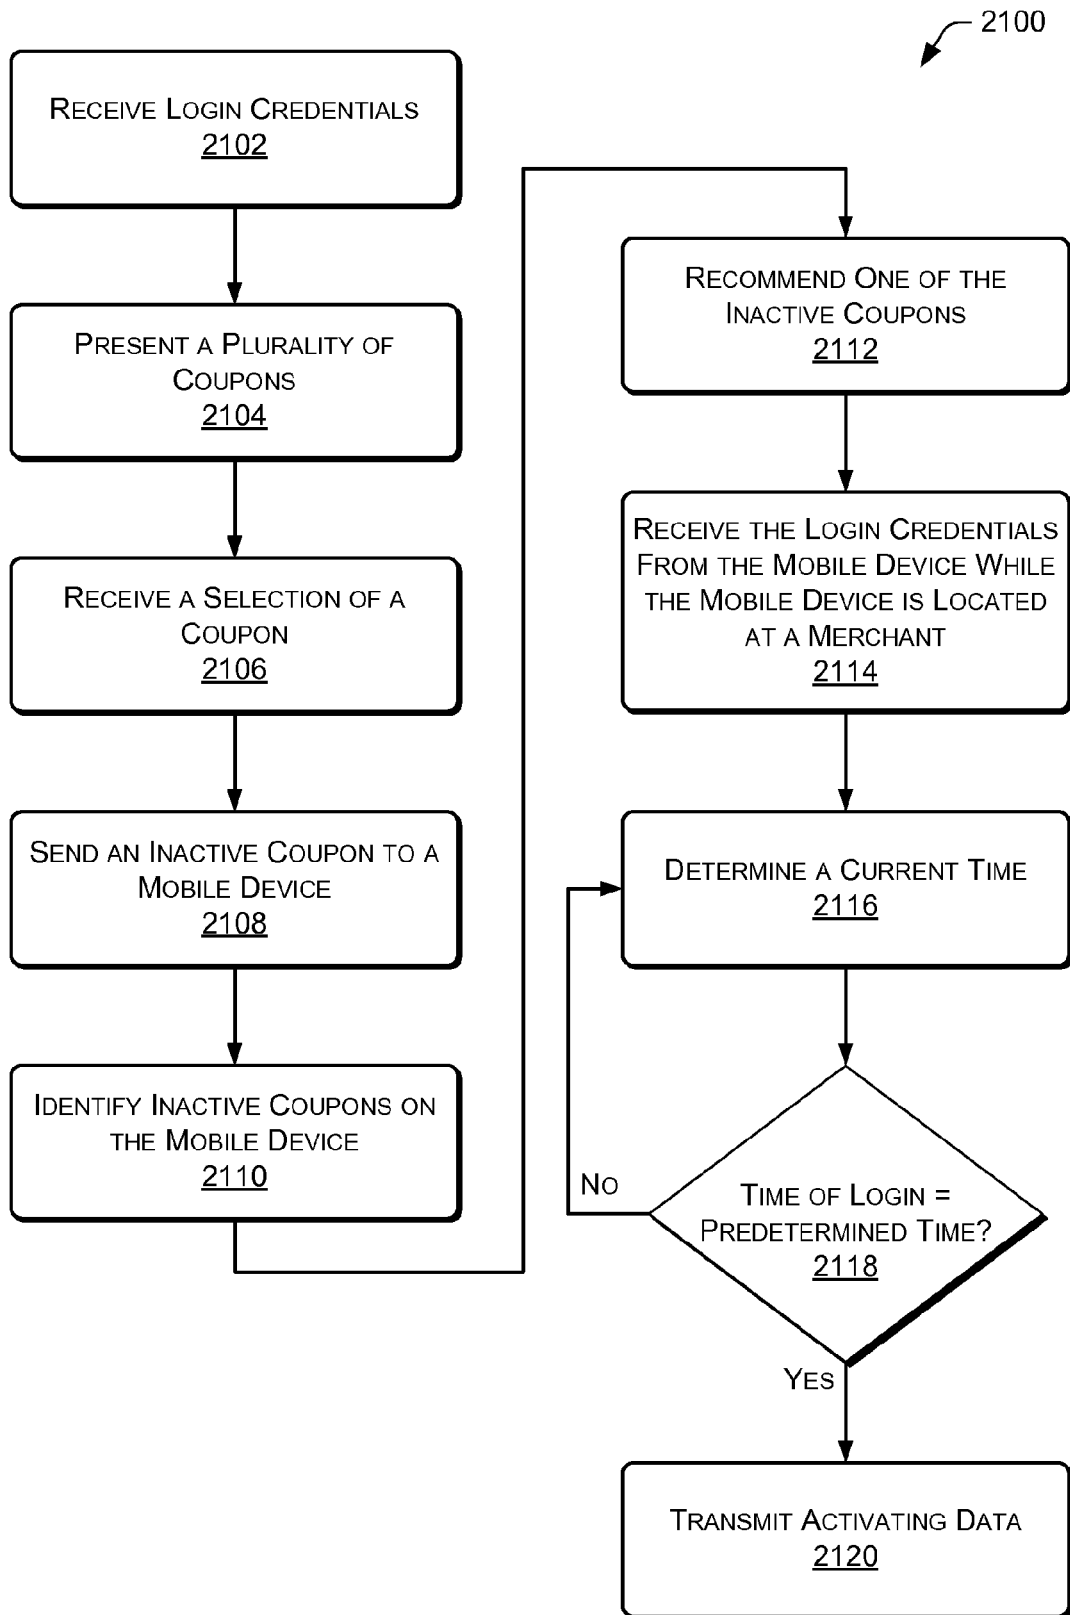 2100
RECEIVE LOGIN CREDENTIALS
2102
PRESENT A PLURALITY OF
COUPONS
2104
RECEIVE A SELECTION OF A
COUPON
2106
SEND AN INACTIVE COUPON TO A
MOBILE DEVICE
2108
IDENTIFY INACTIVE COUPONS ON
THE MOBILE DEVICE
2110
RECOMMEND ONE OF THE
INACTIVE COUPONS
2112
RECEIVE THE LOGIN CREDENTIALS
FROM THE MOBILE DEVICE WHILE
THE MOBILE DEVICE IS LOCATED
AT A MERCHANT
2114
DETERMINE A CURRENT TIME
2116
NO
TIME OF LOGIN =
PREDETERMINED TIME?
2118
YES
TRANSMIT ACTIVATING DATA
2120